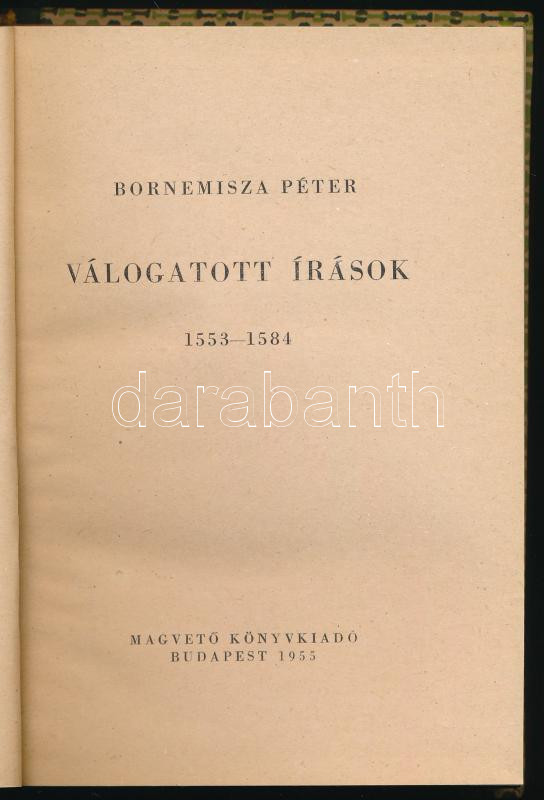 BORNEMISZA PÉTER
VÁLOGATOTT ÍRÁSOK
1553—1584
darabanth
MAGVETŐ KÖNYVKIADÓ
BUDAPEST 1955